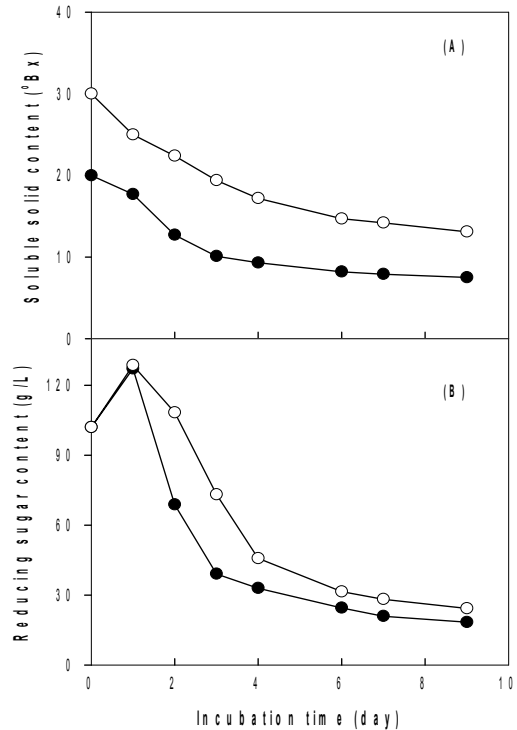 (A)
Soluble solid content (⁰Bx)
40
30
20
10
0
(B)
Reducing sugar content (g/L)
120
90
60
30
0
0 2 4 6 8 10
Incubation time (day)